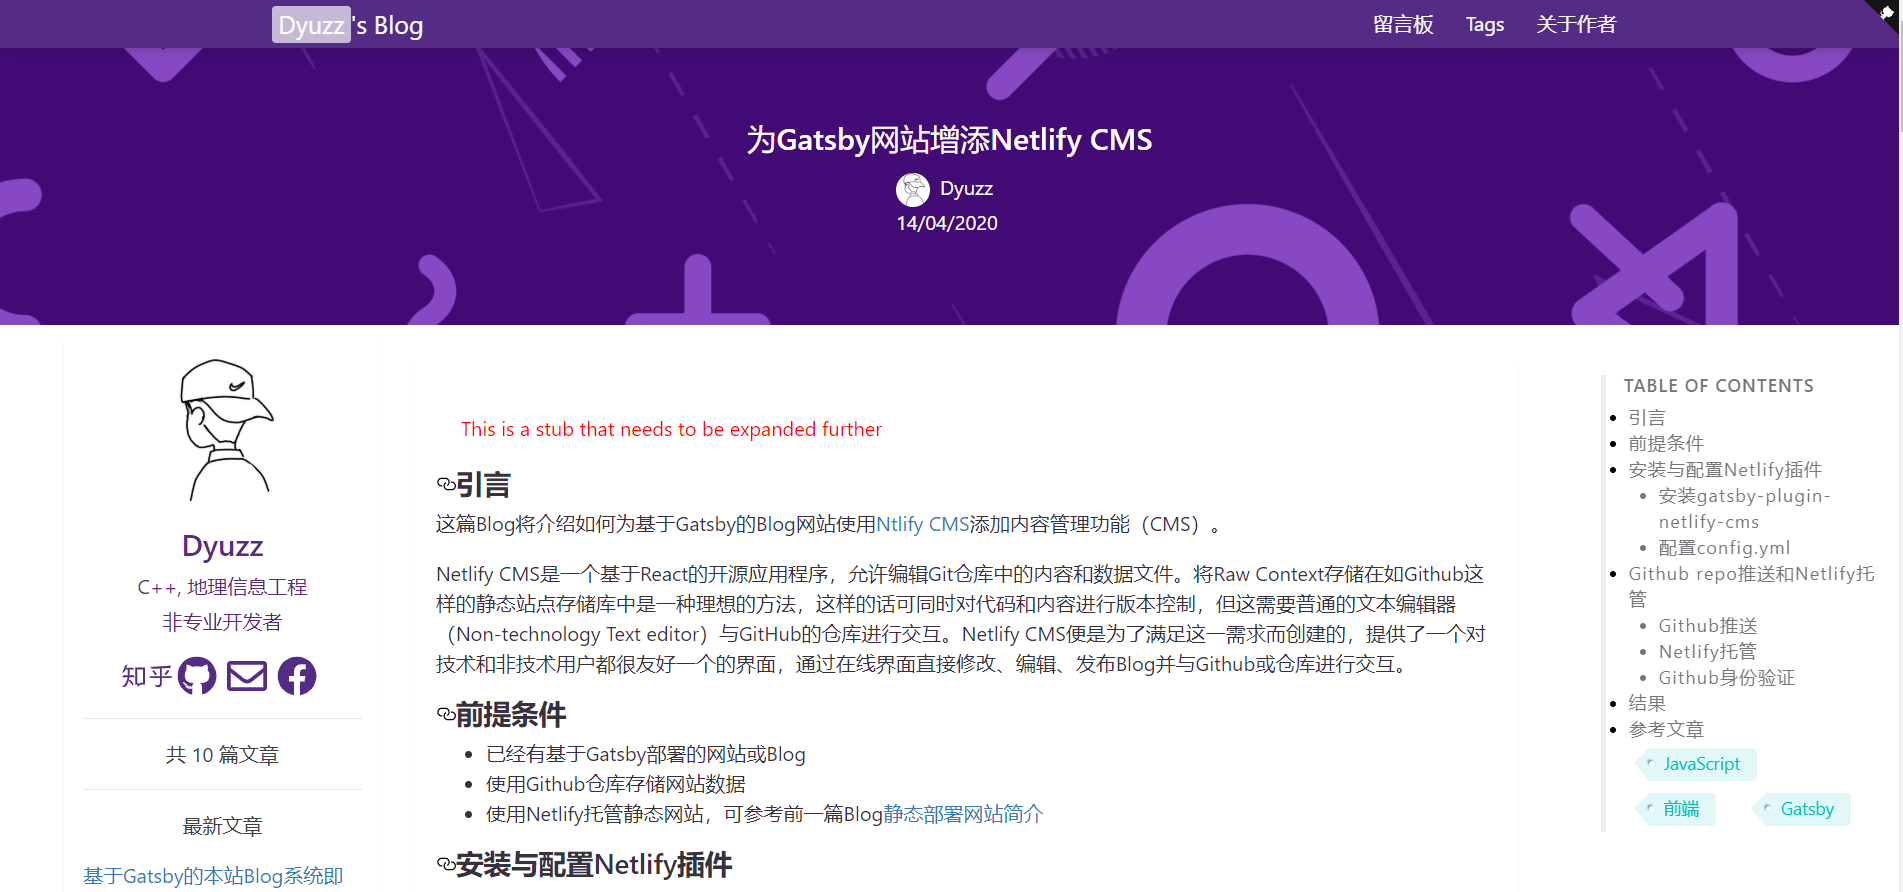 Dyuzz's Blog
留言板 Tags 关于作者
为Gatsby网站增添Netlify CMS
Dyuzz
14/04/2020
Dyuzz
C++, 地理信息工程
非专业开发者
知乎
共 10 篇文章
最新文章
基于Gatsby的本站Blog系统即
This is a stub that needs to be expanded further
引言
这篇Blog将介绍如何为基于Gatsby的Blog网站使用Ntlify CMS添加内容管理功能（CMS）。
Netlify CMS是一个基于React的开源应用程序，允许编辑Git仓库中的内容和数据文件。将Raw Context存储在如Github这
样的静态站点存储库中是一种理想的方法，这样的话可同时对代码和内容进行版本控制，但这需要普通的文本编辑器
（Non-technology Text editor）与GitHub的仓库进行交互。Netlify CMS便是为了满足这一需求而创建的，提供了一个对
技术和非技术用户都很友好一个的界面，通过在线界面直接修改、编辑、发布Blog并与Github或仓库进行交互。
前提条件
已经有基于Gatsby部署的网站或Blog
使用Github仓库存储网站数据
使用Netlify托管静态网站，可参考前一篇Blog静态部署网站简介
安装与配置Netlify插件
TABLE OF CONTENTS
引言
前提条件
安装与配置Netlify插件
安装gatsby-plugin-
netlify-cms
配置config.yml
Github repo推送和Netlify托
管
Github推送
Netlify托管
Github身份验证
结果
参考文章
JavaScript
前端 Gatsby